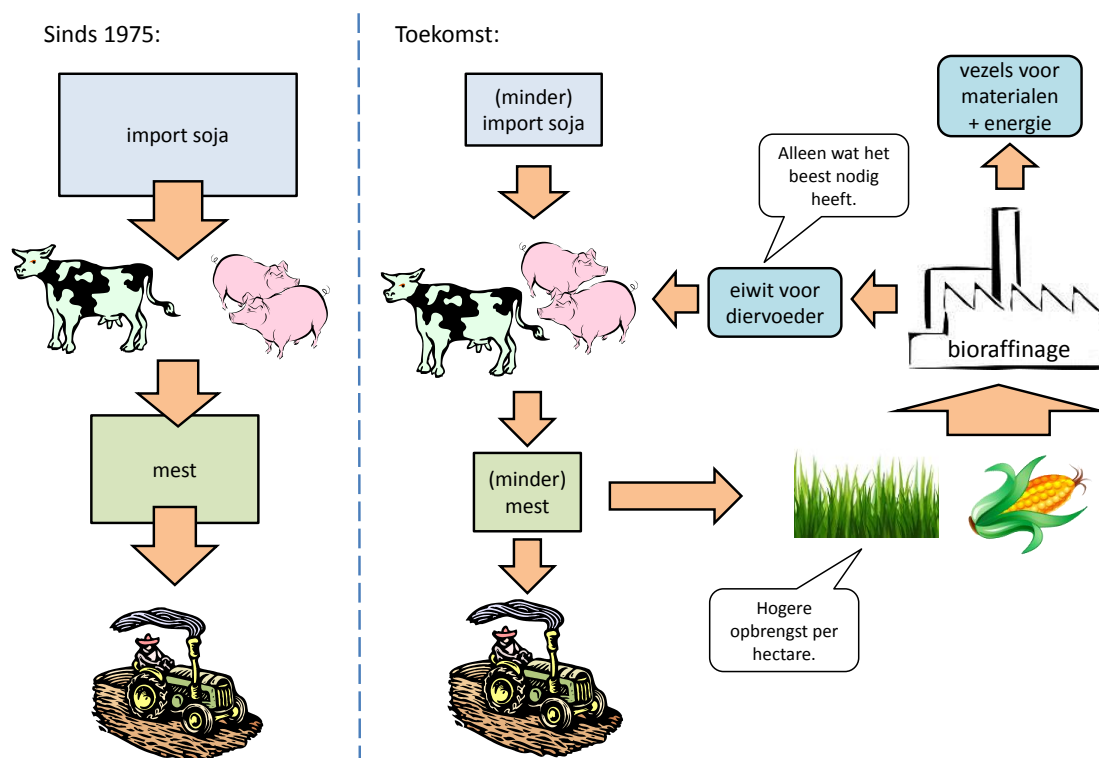 Sinds 1975:
import soja
mest
Toekomst:
(minder)
import soja
Alleen wat het
beest nodig
heeft.
vezels voor
materialen
+ energie
eiwit voor
diervoeder
bioraffinage
(minder)
mest
Hogere
opbrengst per
hectare.